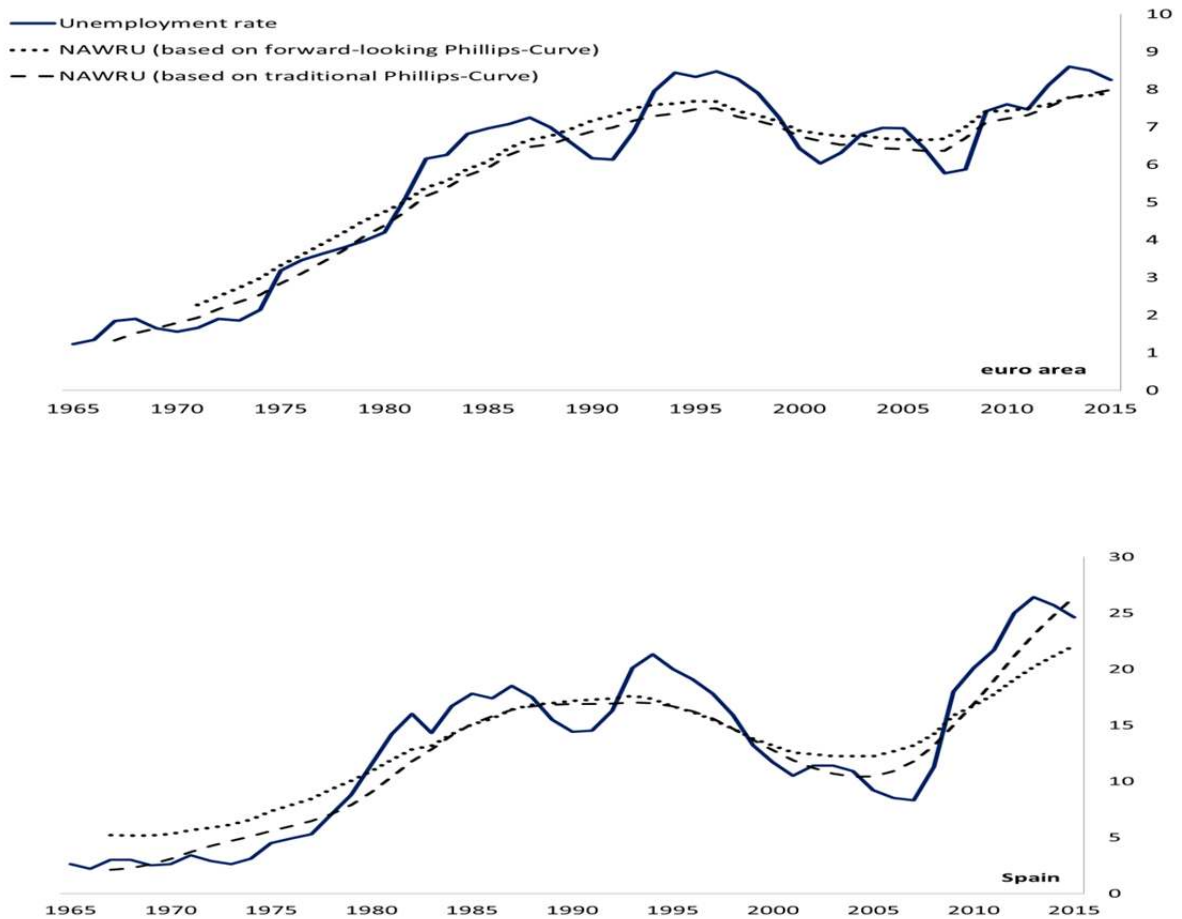 Unemployment rate
NAWRU (based on forward-looking Phillips-Curve)
NAWRU (based on traditional Phillips-Curve)
10
9
8
7
6
5
4
3
2
1
0
euro area
1965 1970 1975 1980 1985 1990 1995 2000 2005 2010 2015
30
25
20
15
10
5
0
Spain
1965 1970 1975 1980 1985 1990 1995 2000 2005 2010 2015